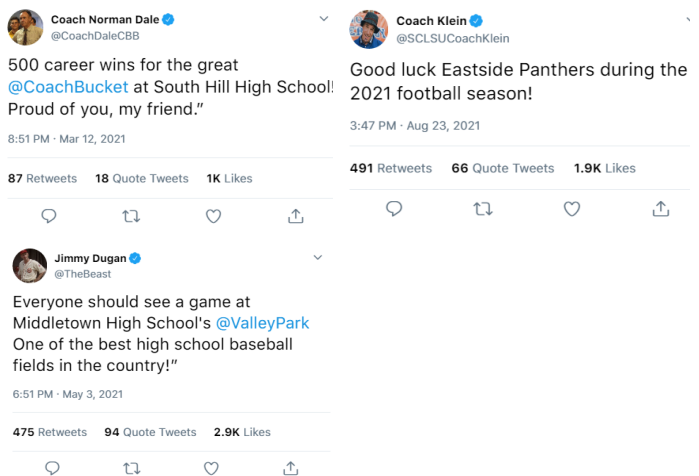 Coach Norman Dale
@CoachDaleCBB
500 career wins for the great
@CoachBucket at South Hill High School!
Proud of you, my friend.”
8:51 PM · Mar 12, 2021
87 Retweets 18 Quote Tweets 1K Likes
Coach Klein
@SCLSUCoachKlein
Good luck Eastside Panthers during the
2021 football season!
3:47 PM · Aug 23, 2021
491 Retweets 66 Quote Tweets 1.9K Likes
Jimmy Dugan
@TheBeast
Everyone should see a game at
Middletown High School's @ValleyPark
One of the best high school baseball
fields in the country!”
6:51 PM · May 3, 2021
475 Retweets 94 Quote Tweets 2.9K Likes